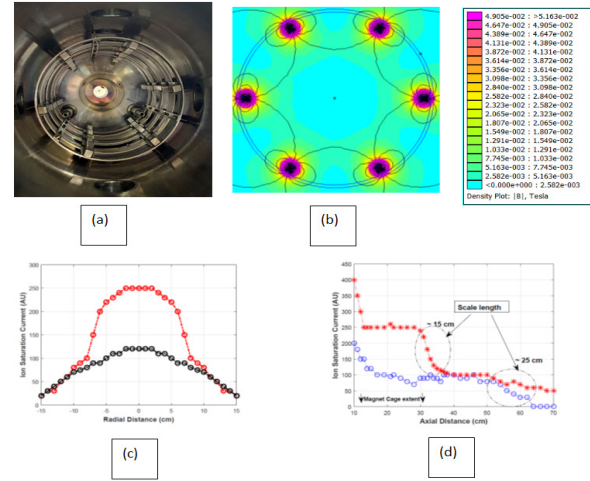 4.905e-002 : >5.163e-002
4.647e-002 : 4.905e-002
4.389e-002 : 4.647e-002
4.131e-002 : 4.389e-002
3.872e-002 : 4.131e-002
3.614e-002 : 3.872e-002
3.356e-002 : 3.614e-002
3.098e-002 : 3.356e-002
2.840e-002 : 3.098e-002
2.582e-002 : 2.840e-002
2.323e-002 : 2.582e-002
2.065e-002 : 2.323e-002
1.807e-002 : 2.065e-002
1.549e-002 : 1.807e-002
1.291e-002 : 1.549e-002
1.033e-002 : 1.291e-002
7.745e-003 : 1.033e-002
5.163e-003 : 7.745e-003
2.582e-003 : 5.163e-003
<0.000e+000 : 2.582e-003
Density Plot: |B|, Tesla
(a)
(b)
Ion Saturation Current (AU)
300
250
200
150
100
50
0
-15
-10
-5
0
5
10
15
Radial Distance (cm)
Ion Saturation Current (AU)
450
400
350
300
250
200
150
100
50
0
Scale length
~ 15 cm
~ 25 cm
Magnet Cage extent
10
20
30
40
50
60
70
Axial Distance (cm)
(c)
(d)